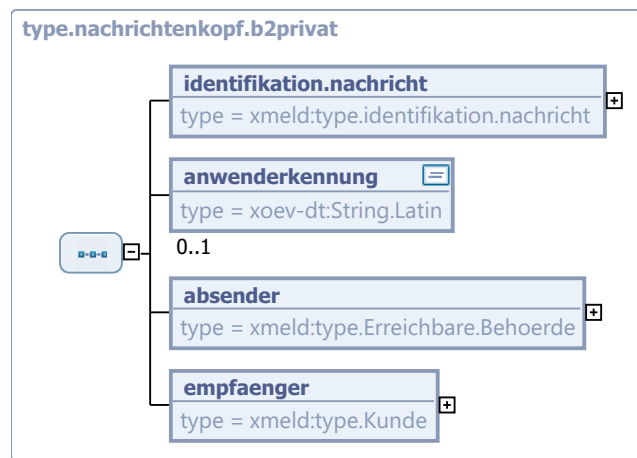 type.nachrichtenkopf.b2privat
identifikation.nachricht
type = xmeld:type.identifikation.nachricht
anwenderkennung
type = xoev-dt:String.Latin
0..1
absender
type = xmeld:type.Erreichbare.Behoerde
empfaenger
type = xmeld:type.Kunde